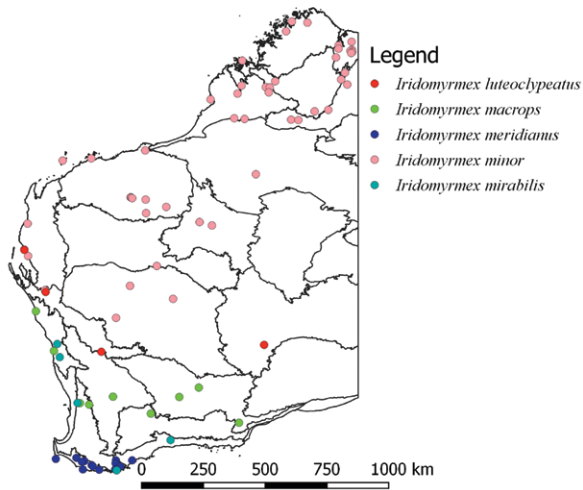 Legend
Iridomyrmex luteoclypeatus
Iridomyrmex macrops
Iridomyrmex meridianus
Iridomyrmex minor
Iridomyrmex mirabilis
0 250 500 750 1000 km